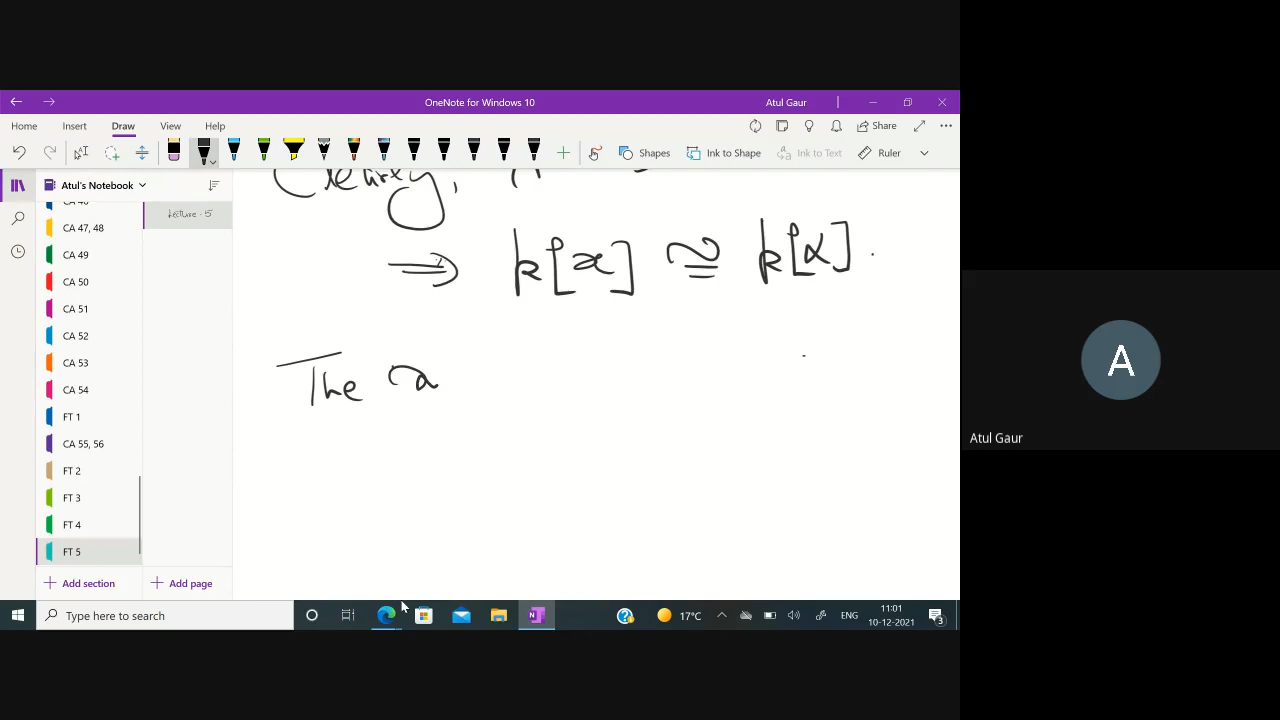 OneNote for Windows 10
Atul Gaur
Home Insert Draw View Help
Share
Shapes
Ink to Shape
Ink to Text
Ruler
Atul's Notebook
CA 47, 48
CA 49
CA 50
CA 51
CA 52
CA 53
CA 54
FT 1
CA 55, 56
FT 2
FT 3
FT 4
FT 5
Add section
Add page
Lecture - 5
Clearly,
⇒ k[x] ≅ k[α].
The
A
Atul Gaur
Type here to search
17°C
ENG
11:01
10-12-2021
3